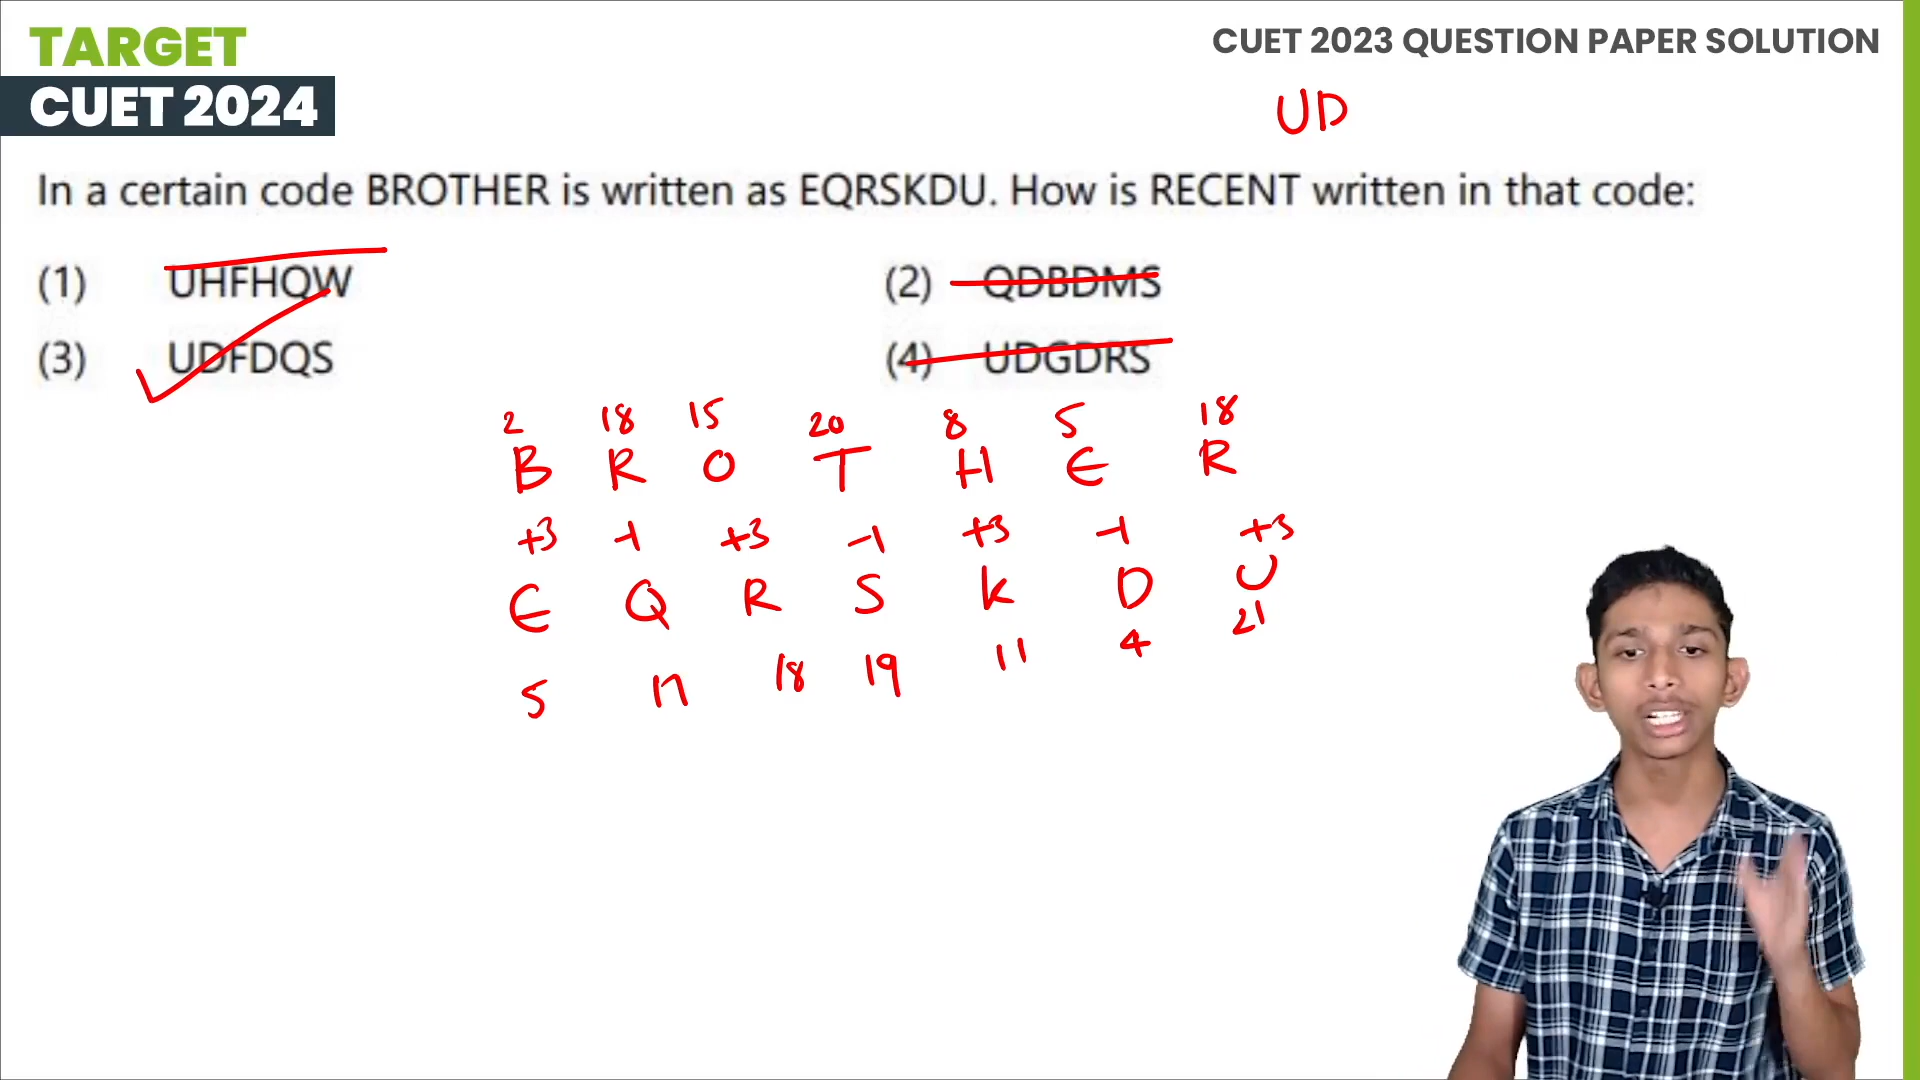 TARGET
CUET 2024
CUET 2023 QUESTION PAPER SOLUTION
UD
In a certain code BROTHER is written as EQRSKDU. How is RECENT written in that code:
(1) UHFHQW (2) QDBDMS
(3) UDFDQS (4) UDGDRS
2 18 15 20 8 5 18
B R O T H E R
+3 -1 +3 -1 +3 -1 +3
E Q R S K D U
5 17 18 19 11 4 21